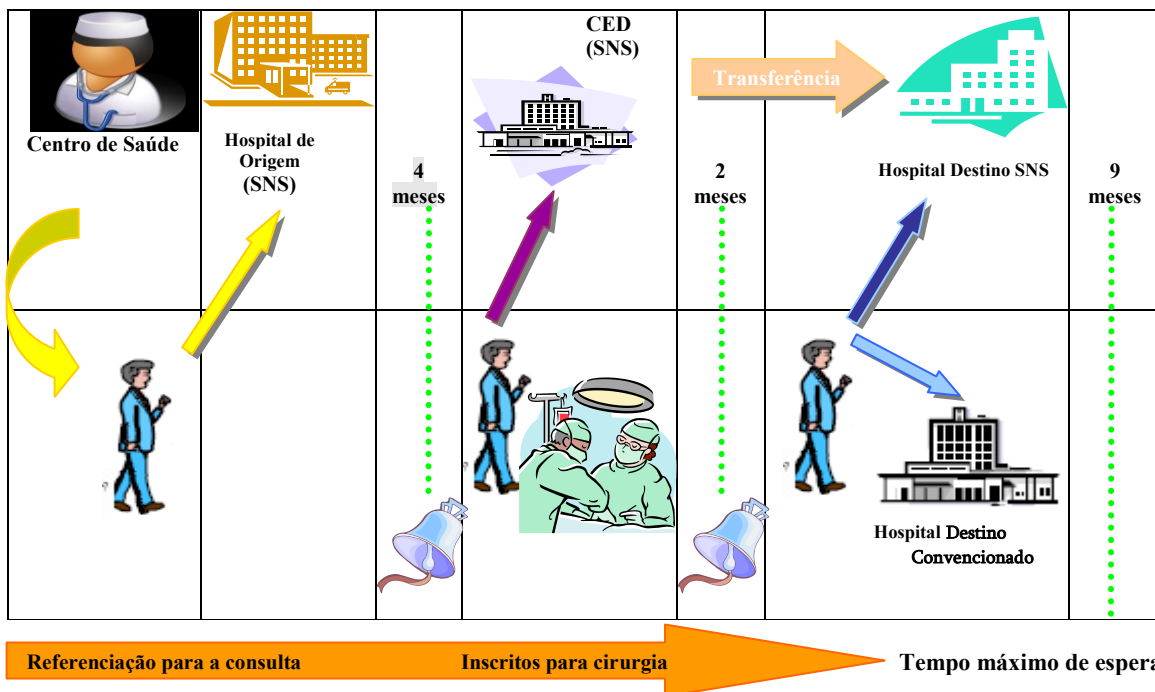 Centro de Saúde
Hospital de
Origem
(SNS)
4
meses
CED
(SNS)
2
meses
Transferência
Hospital Destino SNS
9
meses
Hospital Destino
Convencionado
Referenciação para a consulta
Inscritos para cirurgia
Tempo máximo de espera